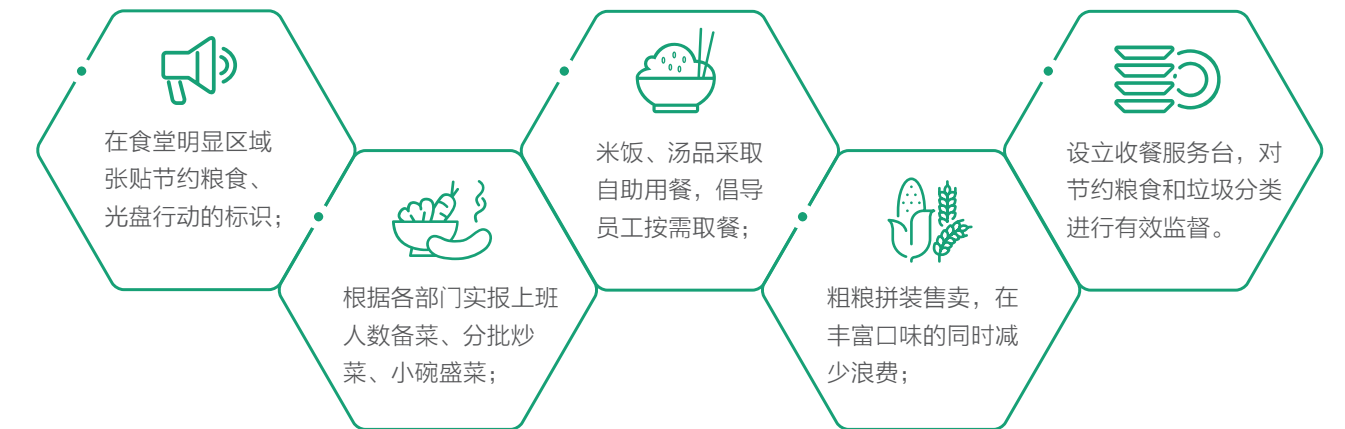 在食堂明显区域
张贴节约粮食、
光盘行动的标识；
根据各部门实报上班
人数备菜、分批炒
菜、小碗盛菜；
米饭、汤品采取
自助用餐，倡导
员工按需取餐；
粗粮拼装售卖，在
丰富口味的同时减
少浪费；
设立收餐服务台，对
节约粮食和垃圾分类
进行有效监督。